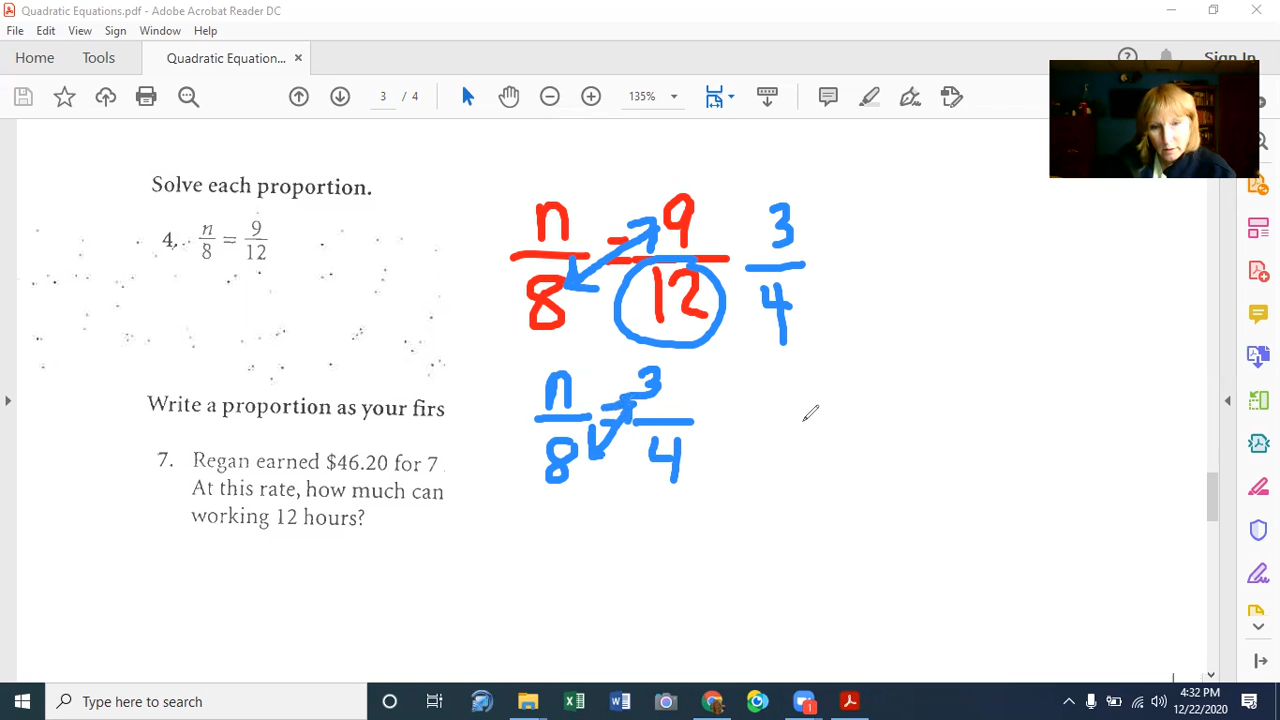 Quadratic Equations.pdf - Adobe Acrobat Reader DC
File Edit View Sign Window Help
Home Tools Quadratic Equation... × Sign In
3 / 4 135%
Solve each proportion.
4. n/8 = 9/12
n/8 = 9/12 3/4
n/8 = 3/4
Write a proportion as your firs
7. Regan earned $46.20 for 7
At this rate, how much can
working 12 hours?
Type here to search
1
4:32 PM
12/22/2020